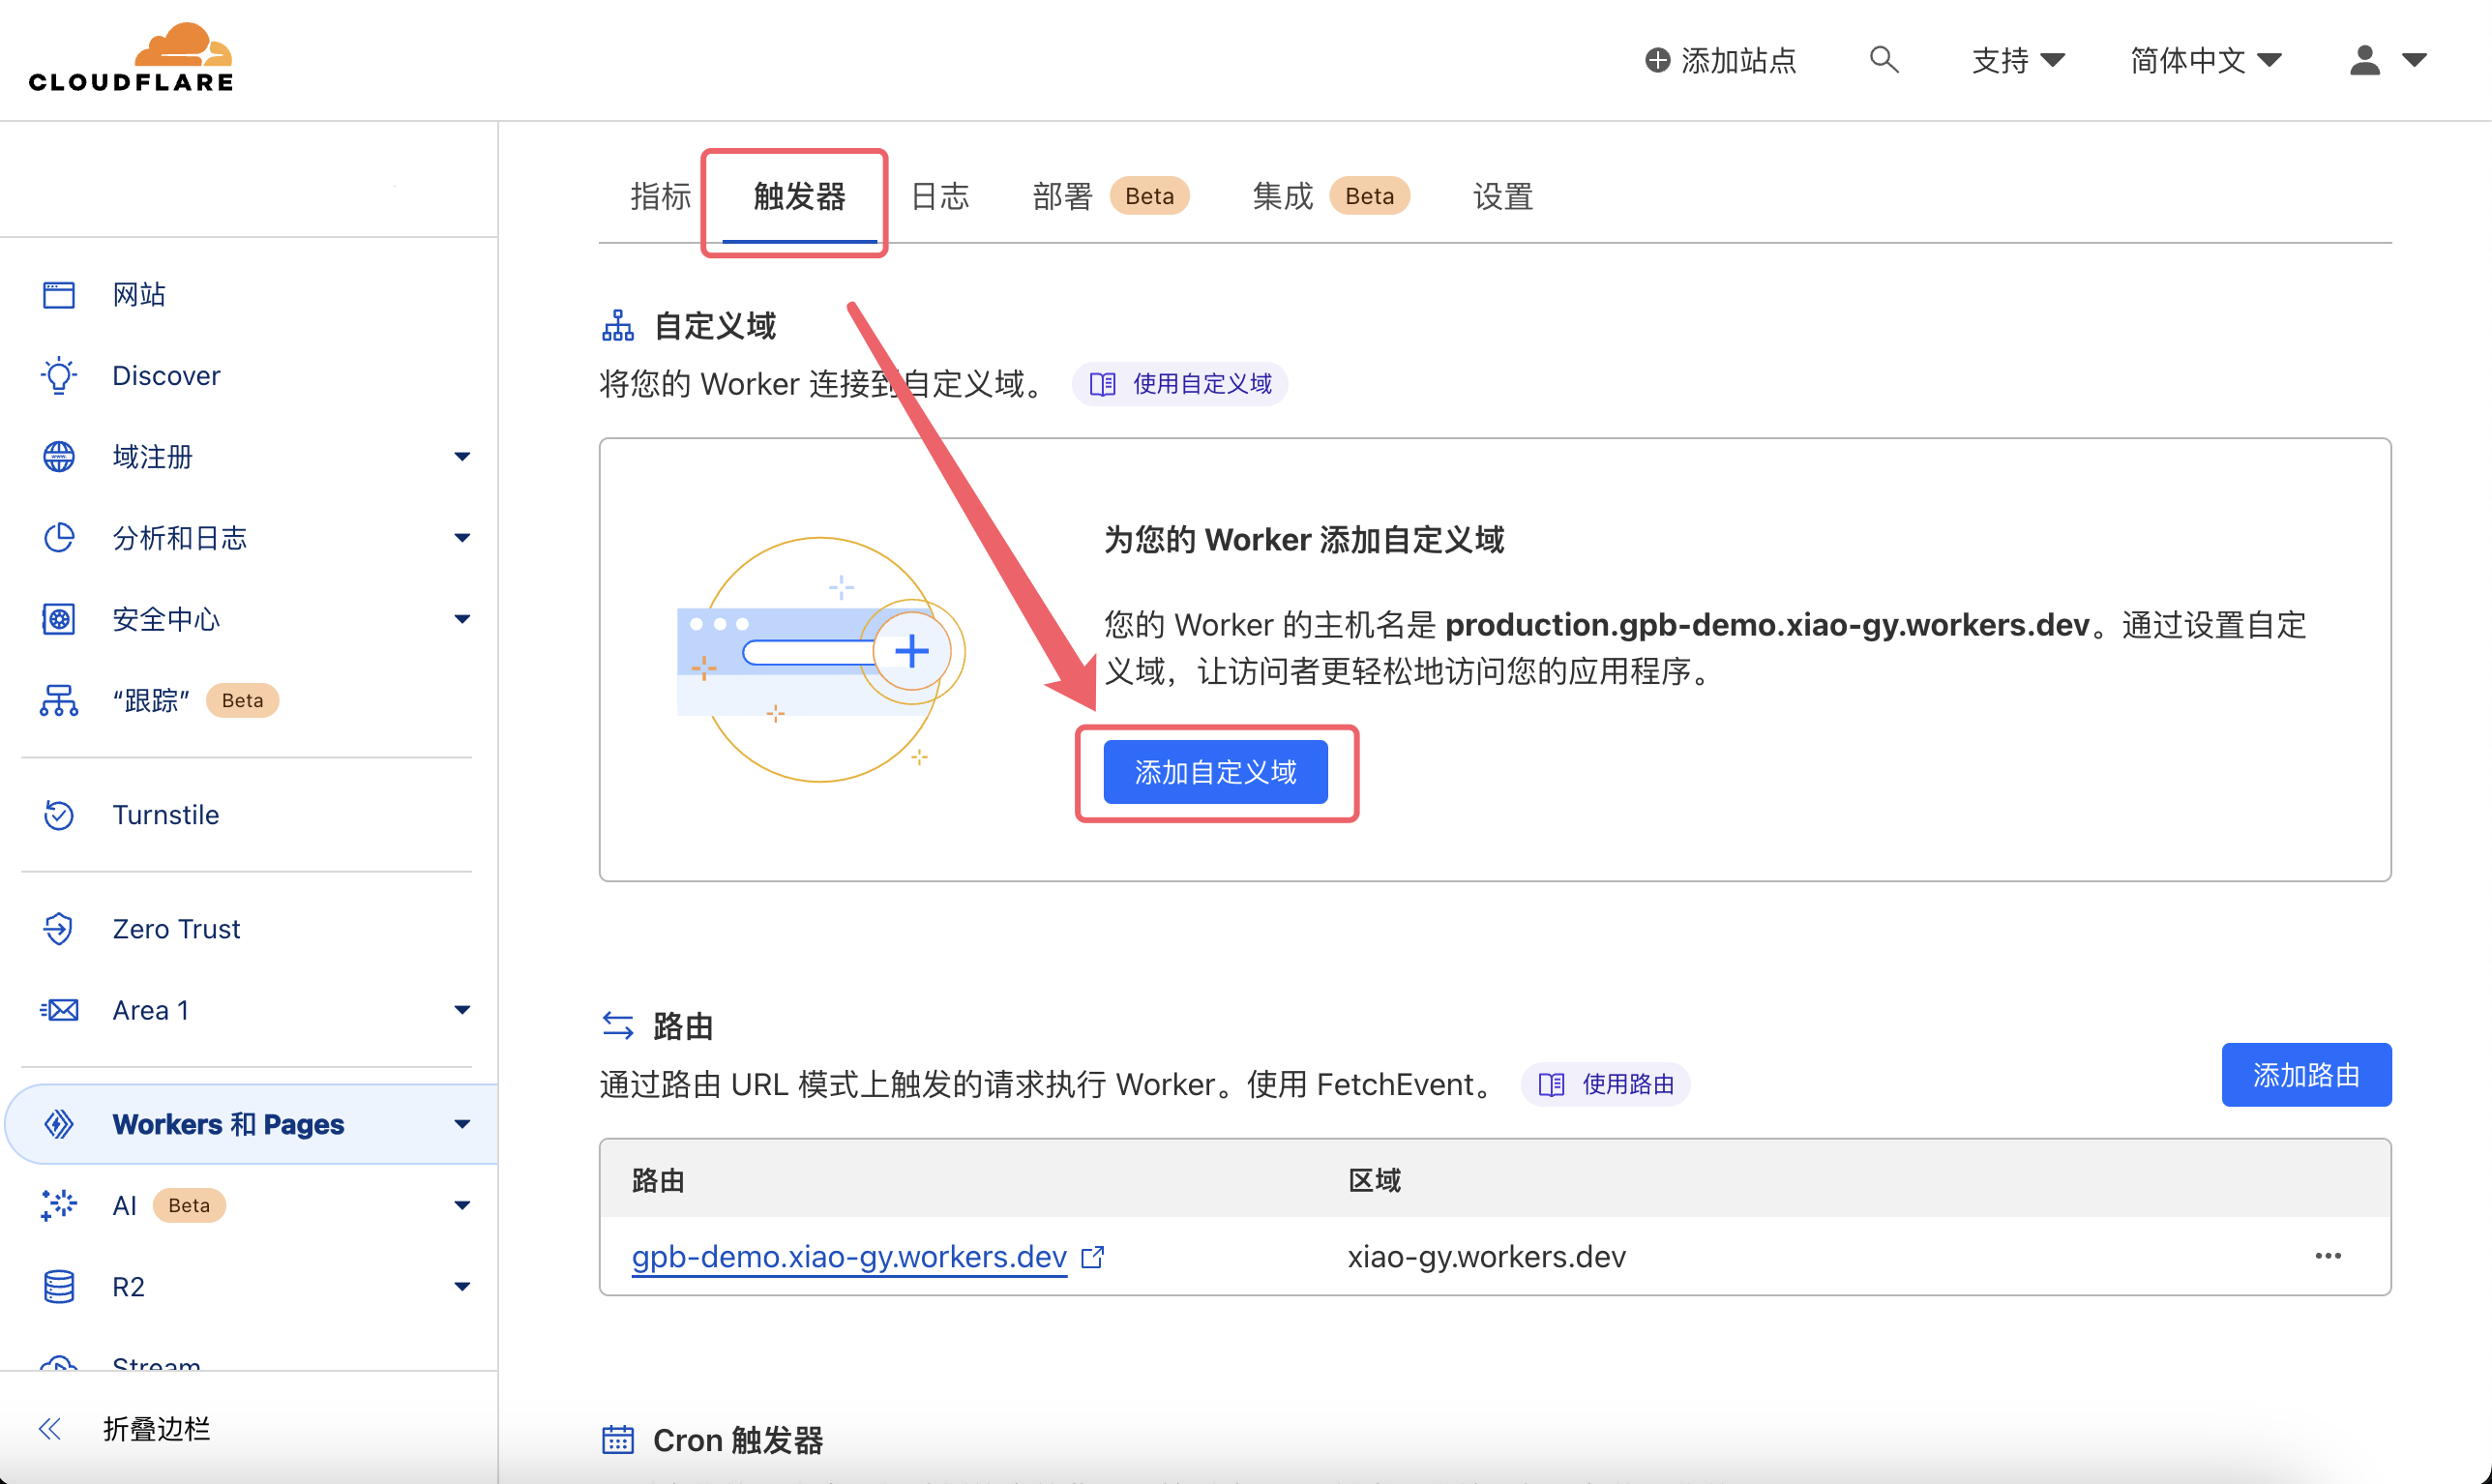 CLOUDFLARE
添加站点
支持
简体中文
网站
Discover
域注册
分析和日志
安全中心
“跟踪” Beta
Turnstile
Zero Trust
Area 1
Workers 和 Pages
AI Beta
R2
Stream
折叠边栏
指标 触发器 日志 部署 Beta 集成 Beta 设置
自定义域
将您的 Worker 连接到自定义域。 使用自定义域
为您的 Worker 添加自定义域
您的 Worker 的主机名是 production.gpb-demo.xiao-gy.workers.dev。通过设置自定
义域，让访问者更轻松地访问您的应用程序。
添加自定义域
路由
通过路由 URL 模式上触发的请求执行 Worker。使用 FetchEvent。 使用路由
添加路由
路由 区域
gpb-demo.xiao-gy.workers.dev xiao-gy.workers.dev
Cron 触发器